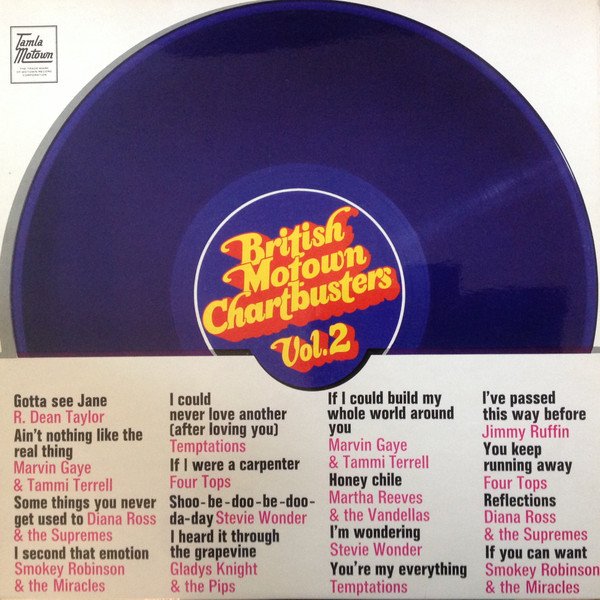 Tamla
Motown
British
Motown
Chartbusters
Vol.2
Gotta see Jane
R. Dean Taylor
Ain't nothing like the
real thing
Marvin Gaye
& Tammi Terrell
Some things you never
get used to Diana Ross
& the Supremes
I second that emotion
Smokey Robinson
& the Miracles
I could
never love another
(after loving you)
Temptations
If I were a carpenter
Four Tops
Shoo-be-doo-be-doo-
da-day Stevie Wonder
I heard it through
the grapevine
Gladys Knight
& the Pips
If I could build my
whole world around
you
Marvin Gaye
& Tammi Terrell
Honey chile
Martha Reeves
& the Vandellas
I'm wondering
Stevie Wonder
You're my everything
Temptations
I've passed
this way before
Jimmy Ruffin
You keep
running away
Four Tops
Reflections
Diana Ross
& the Supremes
If you can want
Smokey Robinson
& the Miracles